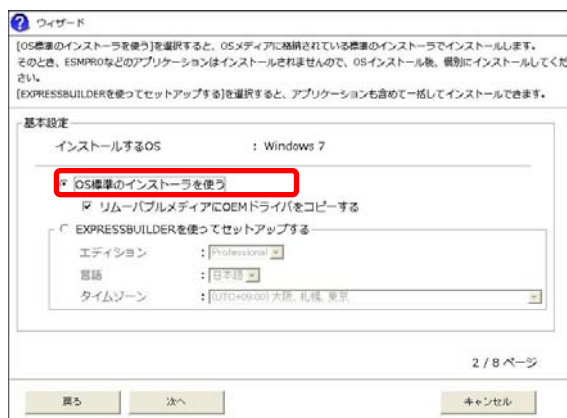 ウィザード
[OS標準のインストーラを使う]を選択すると、OSメディアに格納されている標準のインストーラでインストールします。
そのとき、ESMPROなどのアプリケーションはインストールされませんので、OSインストール後、個別にインストールしてくだ
さい。
[EXPRESSBUILDERを使ってセットアップする]を選択すると、アプリケーションも含めて一括してインストールできます。
基本設定
インストールするOS : Windows 7
OS標準のインストーラを使う
リムーバブルメディアにOEMドライバをコピーする
EXPRESSBUILDERを使ってセットアップする
エディション : Professional
言語 : 日本語
タイムゾーン : (UTC+09:00) 大阪、札幌、東京
2 / 8 ページ
戻る 次へ キャンセル